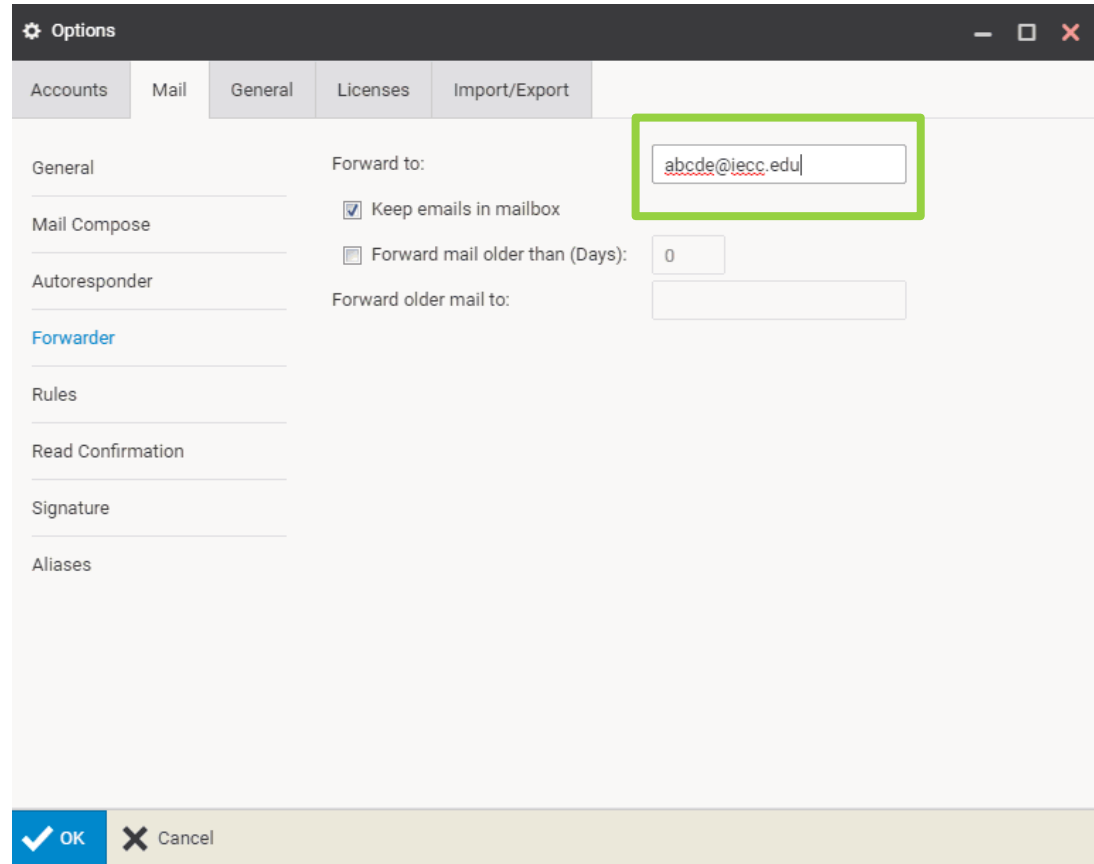 Options
Accounts Mail General Licenses Import/Export
General
Mail Compose
Autoresponder
Forwarder
Rules
Read Confirmation
Signature
Aliases
Forward to: abcde@iecc.edu
Keep emails in mailbox
Forward mail older than (Days): 0
Forward older mail to:
OK Cancel